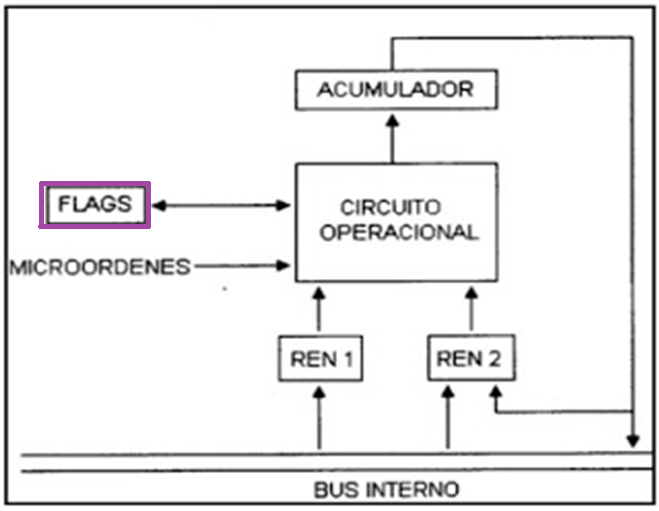 ACUMULADOR
FLAGS
CIRCUITO
OPERACIONAL
MICROORDENES
REN 1
REN 2
BUS INTERNO